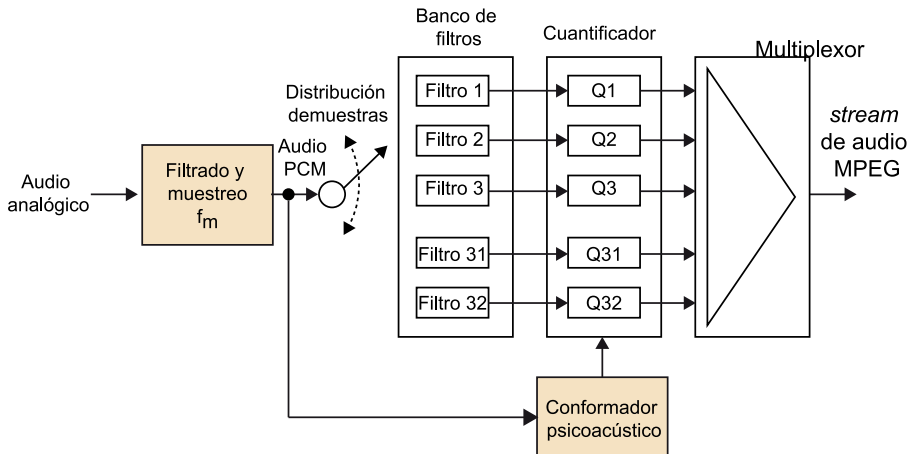 Banco de
filtros
Cuantificador
Multiplexor
Distribución
demuestras
Audio
PCM
Audio
analógico
Filtrado y
muestreo
fm
Filtro 1
Filtro 2
Filtro 3
Filtro 31
Filtro 32
Q1
Q2
Q3
Q31
Q32
stream
de audio
MPEG
Conformador
psicoacústico